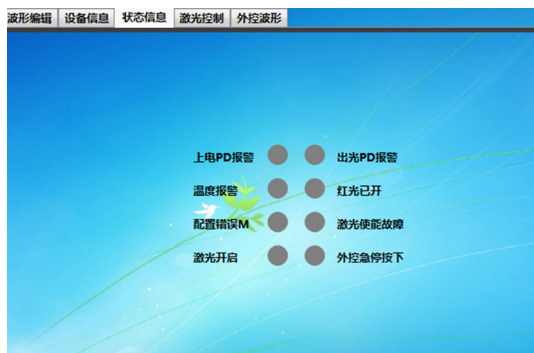 波形编辑 设备信息 状态信息 激光控制 外控波形
上电PD报警 出光PD报警
温度报警 红光已开
配置错误M 激光使能故障
激光开启 外控急停按下